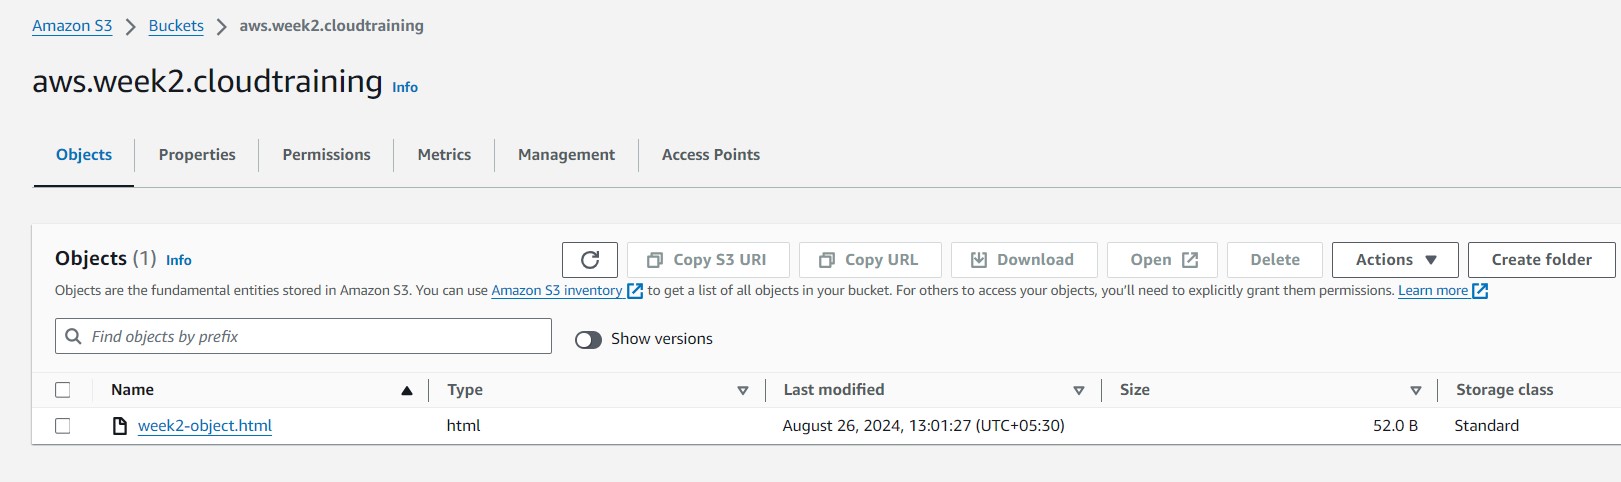 Amazon S3 > Buckets > aws.week2.cloudtraining
aws.week2.cloudtraining Info
Objects Properties Permissions Metrics Management Access Points
Objects (1) Info Copy S3 URI Copy URL Download Open Delete Actions Create folder
Objects are the fundamental entities stored in Amazon S3. You can use Amazon S3 inventory to get a list of all objects in your bucket. For others to access your objects, you’ll need to explicitly grant them permissions. Learn more
Find objects by prefix Show versions
Name Type Last modified Size Storage class
week2-object.html html August 26, 2024, 13:01:27 (UTC+05:30) 52.0 B Standard